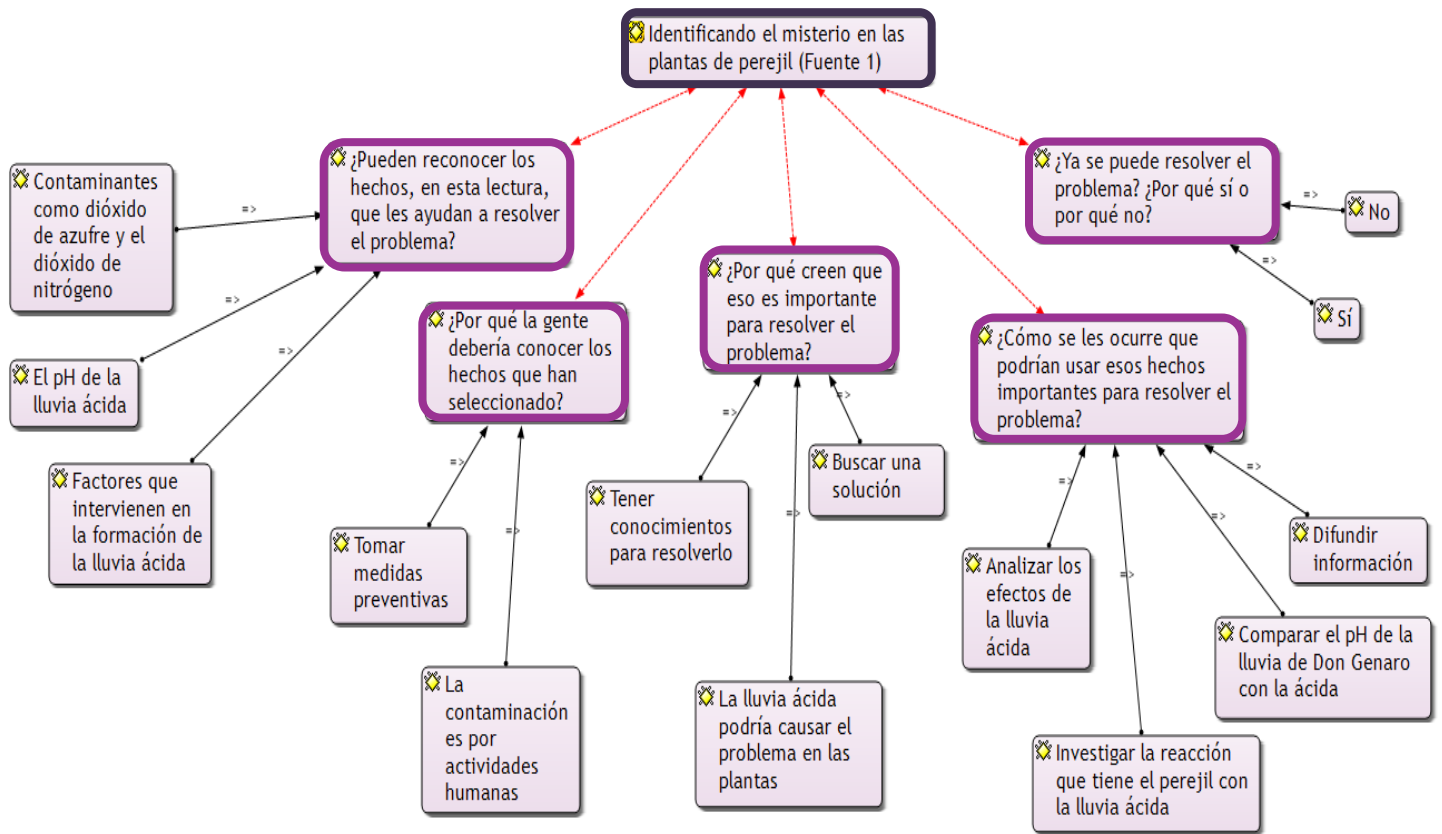 Identificando el misterio en las
plantas de perejil (Fuente 1)
¿Pueden reconocer los
hechos, en esta lectura,
que les ayudan a resolver
el problema?
Contaminantes
como dióxido
de azufre y el
dióxido de
nitrógeno
=>
El pH de la
lluvia ácida
=>
Factores que
intervienen en
la formación de
la lluvia ácida
=>
¿Por qué la gente
debería conocer los
hechos que han
seleccionado?
Tomar
medidas
preventivas
=>
La
contaminación
es por
actividades
humanas
=>
¿Por qué creen que
eso es importante
para resolver el
problema?
Tener
conocimientos
para resolverlo
=>
La lluvia ácida
podría causar el
problema en las
plantas
=>
Buscar una
solución
=>
¿Cómo se les ocurre que
podrían usar esos hechos
importantes para resolver el
problema?
Analizar los
efectos de
la lluvia
ácida
=>
Investigar la reacción
que tiene el perejil con
la lluvia ácida
=>
Comparar el pH de la
lluvia de Don Genaro
con la ácida
=>
Difundir
información
=>
¿Ya se puede resolver el
problema? ¿Por qué sí o
por qué no?
No
=>
Sí
=>